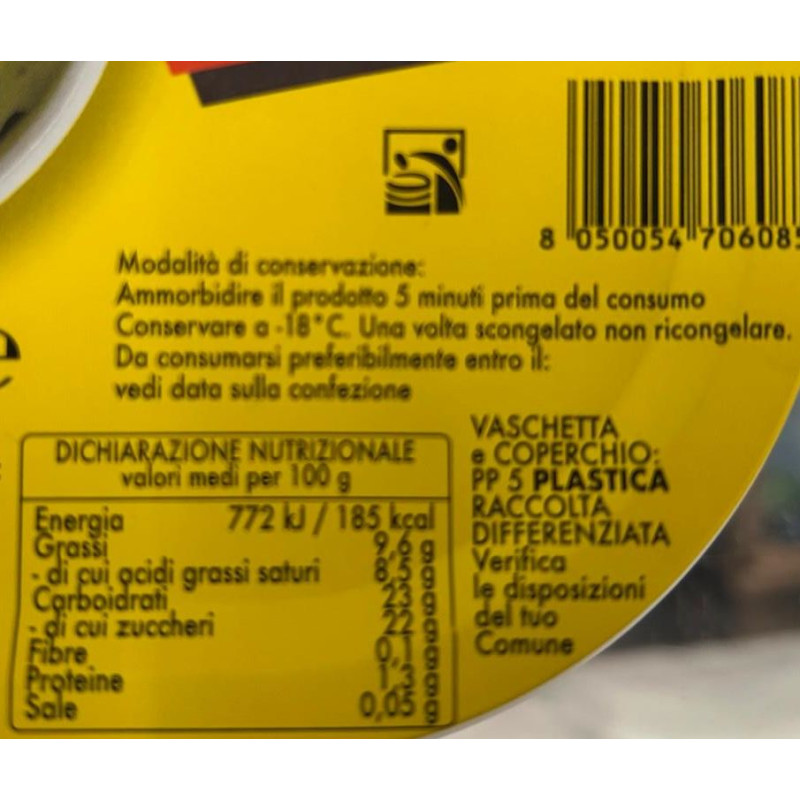 8 050054 70608
Modalità di conservazione:
Ammorbidire il prodotto 5 minuti prima del consumo
Conservare a -18°C. Una volta scongelato non ricongelare.
Da consumarsi preferibilmente entro il:
vedi data sulla confezione
DICHIARAZIONE NUTRIZIONALE
valori medi per 100 g
Energia 772 kJ / 185 kcal
Grassi 9,6 g
- di cui acidi grassi saturi 8,5 g
Carboidrati 23 g
- di cui zuccheri 22 g
Fibre 0,1 g
Proteine 1,3 g
Sale 0,05 g
VASCHETTA
e COPERCHIO:
PP 5 PLASTICA
RACCOLTA
DIFFERENZIATA
Verifica
le disposizioni
del tuo
Comune